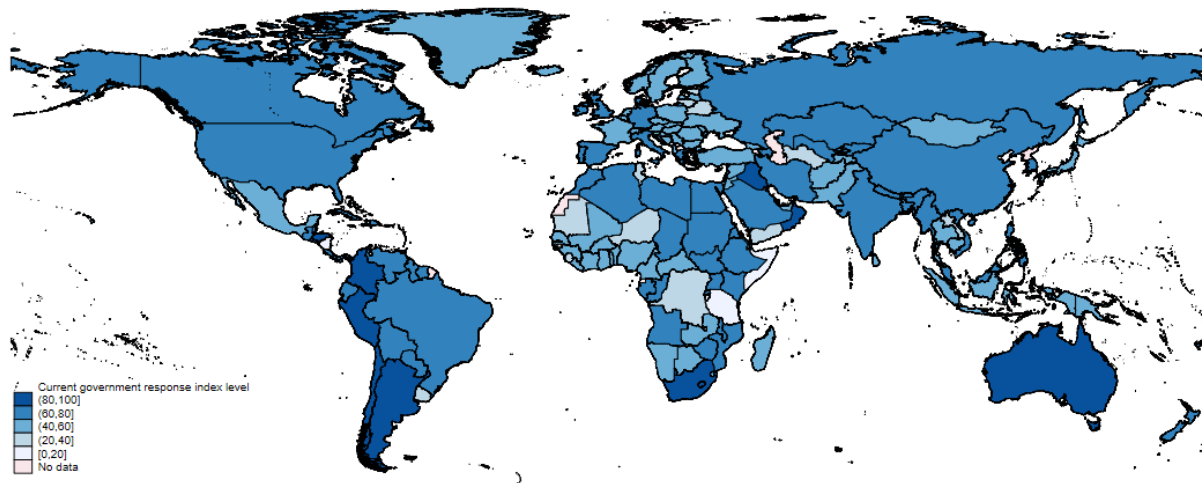 Current government response index level
(80,100]
(60,80]
(40,60]
(20,40]
[0,20]
No data